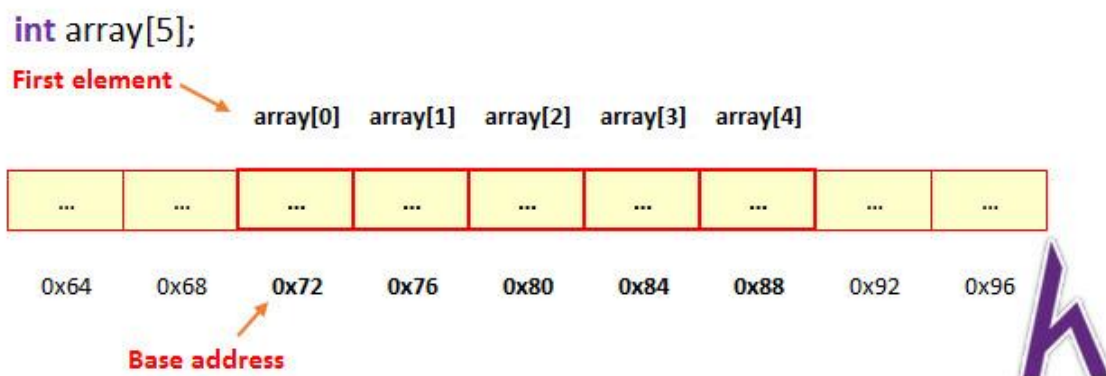 int array[5];
First element
array[0] array[1] array[2] array[3] array[4]
... ... ... ... ... ... ... ... ...
0x64 0x68 0x72 0x76 0x80 0x84 0x88 0x92 0x96
Base address